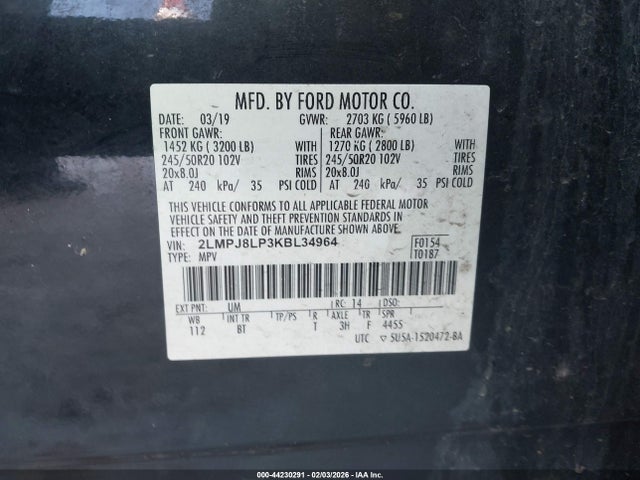 MFD. BY FORD MOTOR CO.
DATE: 03/19 GVWR: 2703 KG ( 5960 LB)
FRONT GAWR: REAR GAWR:
1452 KG ( 3200 LB) WITH 1270 KG ( 2800 LB) WITH
245/50R20 102V TIRES 245/50R20 102V TIRES
20x8.0J RIMS 20x8.0J RIMS
AT 240 kPa/ 35 PSI COLD AT 240 kPa/ 35 PSI COLD
THIS VEHICLE CONFORMS TO ALL APPLICABLE FEDERAL MOTOR
VEHICLE SAFETY AND THEFT PREVENTION STANDARDS IN
EFFECT ON THE DATE OF MANUFACTURE SHOWN ABOVE.
VIN: 2LMPJ8LP3KBL34964 F0154
TYPE: MPV T0187
EXT PNT: UM RC: 14 DSO:
WB INT TR TP/PS R AXLE TR SPR
112 BT T 3H F 4455
UTC ▽ 5U5A-1520472-BA
000-44230291 - 02/03/2026 - IAA Inc.